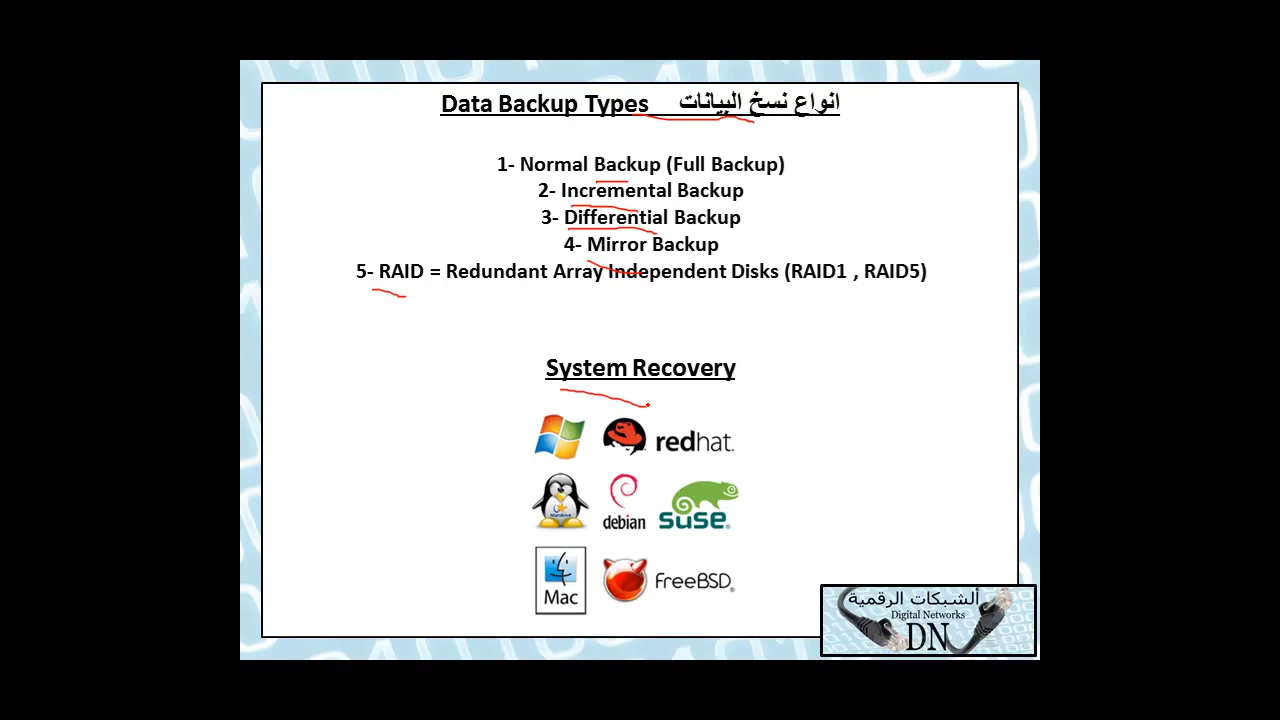 Data Backup Types انواع نسخ البيانات
1- Normal Backup (Full Backup)
2- Incremental Backup
3- Differential Backup
4- Mirror Backup
5- RAID = Redundant Array Independent Disks (RAID1 , RAID5)
System Recovery
redhat.
debian
SUSE
Mac
FreeBSD
ألشبكات الرقمية
Digital Networks
DN